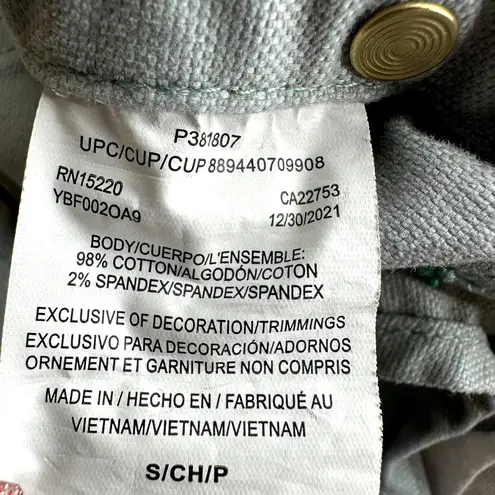 P381807
UPC/CUP/CUP 889440709908
RN15220 CA22753
YBF002OA9 12/30/2021
BODY/CUERPO/L'ENSEMBLE:
98% COTTON/ALGODÓN/COTON
2% SPANDEX/SPANDEX/SPANDEX
EXCLUSIVE OF DECORATION/TRIMMINGS
EXCLUSIVO PARA DECORACIÓN/ADORNOS
ORNEMENT ET GARNITURE NON COMPRIS
MADE IN / HECHO EN / FABRIQUÉ AU
VIETNAM/VIETNAM/VIETNAM
S/CH/P